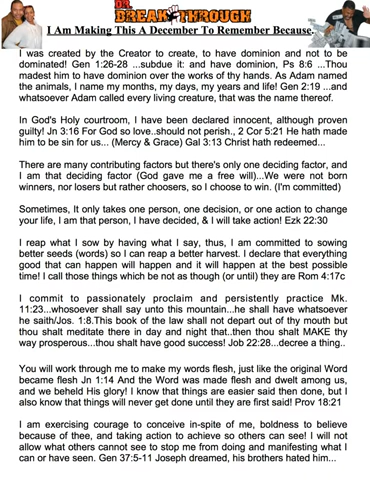 DR.
BREAKTHROUGH
I Am Making This A December To Remember Because.
I was created by the Creator to create, to have dominion and not to be
dominated! Gen 1:26-28 ...subdue it: and have dominion, Ps 8:6 ...Thou
madest him to have dominion over the works of thy hands. As Adam named
the animals, I name my months, my days, my years and life! Gen 2:19 ...and
whatsoever Adam called every living creature, that was the name thereof.
In God's Holy courtroom, I have been declared innocent, although proven
guilty! Jn 3:16 For God so love..should not perish., 2 Cor 5:21 He hath made
him to be sin for us... (Mercy & Grace) Gal 3:13 Christ hath redeemed...
There are many contributing factors but there's only one deciding factor, and
I am that deciding factor (God gave me a free will)...We were not born
winners, nor losers but rather choosers, so I choose to win. (I'm committed)
Sometimes, It only takes one person, one decision, or one action to change
your life, I am that person, I have decided, & I will take action! Ezk 22:30
I reap what I sow by having what I say, thus, I am committed to sowing
better seeds (words) so I can reap a better harvest. I declare that everything
good that can happen will happen and it will happen at the best possible
time! I call those things which be not as though (or until) they are Rom 4:17c
I commit to passionately proclaim and persistently practice Mk.
11:23...whosoever shall say unto this mountain...he shall have whatsoever
he saith/Jos. 1:8.This book of the law shall not depart out of thy mouth but
thou shalt meditate there in day and night that..then thou shalt MAKE thy
way prosperous...thou shalt have good success! Job 22:28...decree a thing..
You will work through me to make my words flesh, just like the original Word
became flesh Jn 1:14 And the Word was made flesh and dwelt among us,
and we beheld His glory! I know that things are easier said then done, but I
also know that things will never get done until they are first said! Prov 18:21
I am exercising courage to conceive in-spite of me, boldness to believe
because of thee, and taking action to achieve so others can see! I will not
allow what others cannot see to stop me from doing and manifesting what I
can or have seen. Gen 37:5-11 Joseph dreamed, his brothers hated him...